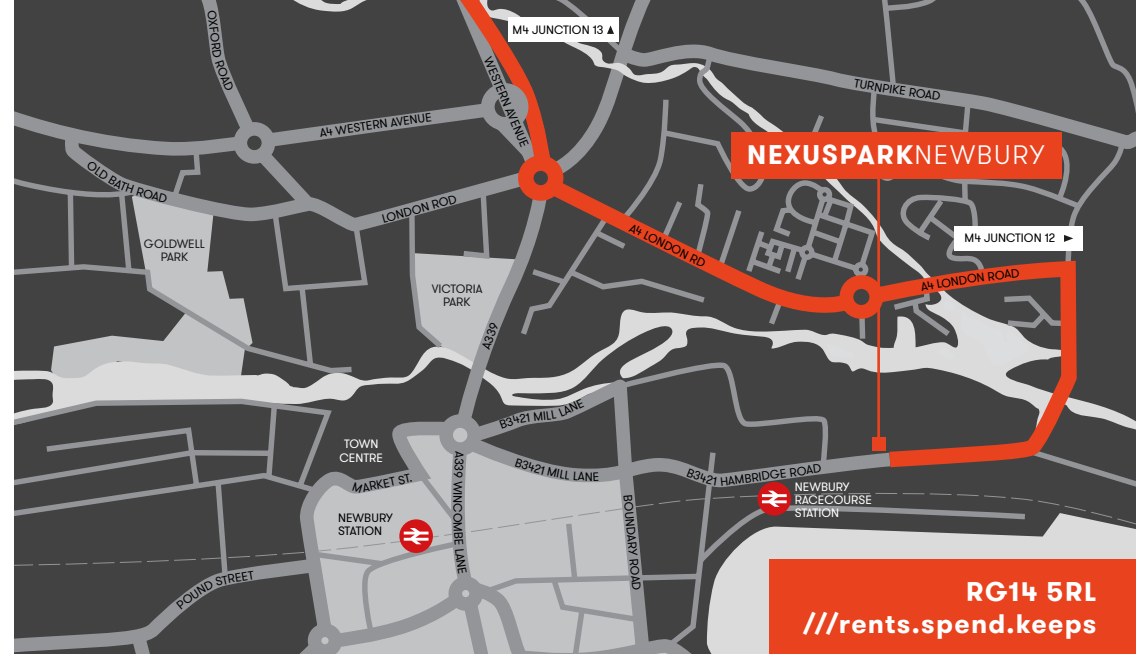 OXFORD ROAD
M4 JUNCTION 13 ▲
WESTERN AVENUE
TURNPIKE ROAD
A4 WESTERN AVENUE
NEXUSPARKNEWBURY
OLD BATH ROAD
LONDON ROD
A4 LONDON RD
M4 JUNCTION 12 ►
GOLDWELL
PARK
A4 LONDON ROAD
VICTORIA
PARK
A339
B3421 MILL LANE
TOWN
CENTRE
A339 WINCOMBE LANE
B3421 MILL LANE
B3421 HAMBRIDGE ROAD
MARKET ST.
NEWBURY
RACECOURSE
STATION
NEWBURY
STATION
BOUNDARY ROAD
POUND STREET
RG14 5RL
///rents.spend.keeps